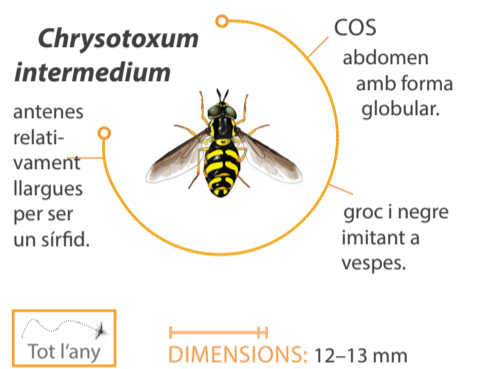 Chrysotoxum
intermedium
COS
abdomen
amb forma
globular.
antenes
relati-
vament
llargues
per ser
un sírfid.
groc i negre
imitant a
vespes.
Tot l'any
DIMENSIONS: 12–13 mm